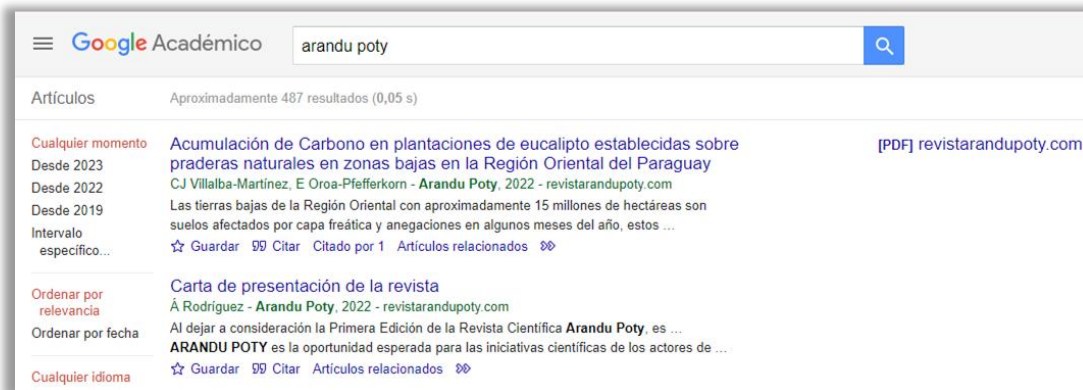 Google Académico
arandu poty
Artículos
Aproximadamente 487 resultados (0,05 s)
Cualquier momento
Desde 2023
Desde 2022
Desde 2019
Intervalo
específico...
Ordenar por
relevancia
Ordenar por fecha
Cualquier idioma
Acumulación de Carbono en plantaciones de eucalipto establecidas sobre
praderas naturales en zonas bajas en la Región Oriental del Paraguay
[PDF] revistarandupoty.com
CJ Villalba-Martínez, E Oroa-Pfefferkorn - Arandu Poty, 2022 - revistarandupoty.com
Las tierras bajas de la Región Oriental con aproximadamente 15 millones de hectáreas son
suelos afectados por capa freática y anegaciones en algunos meses del año, estos ...
Guardar Citar Citado por 1 Artículos relacionados
Carta de presentación de la revista
Á Rodríguez - Arandu Poty, 2022 - revistarandupoty.com
Al dejar a consideración la Primera Edición de la Revista Científica Arandu Poty, es ...
ARANDU POTY es la oportunidad esperada para las iniciativas científicas de los actores de ...
Guardar Citar Artículos relacionados